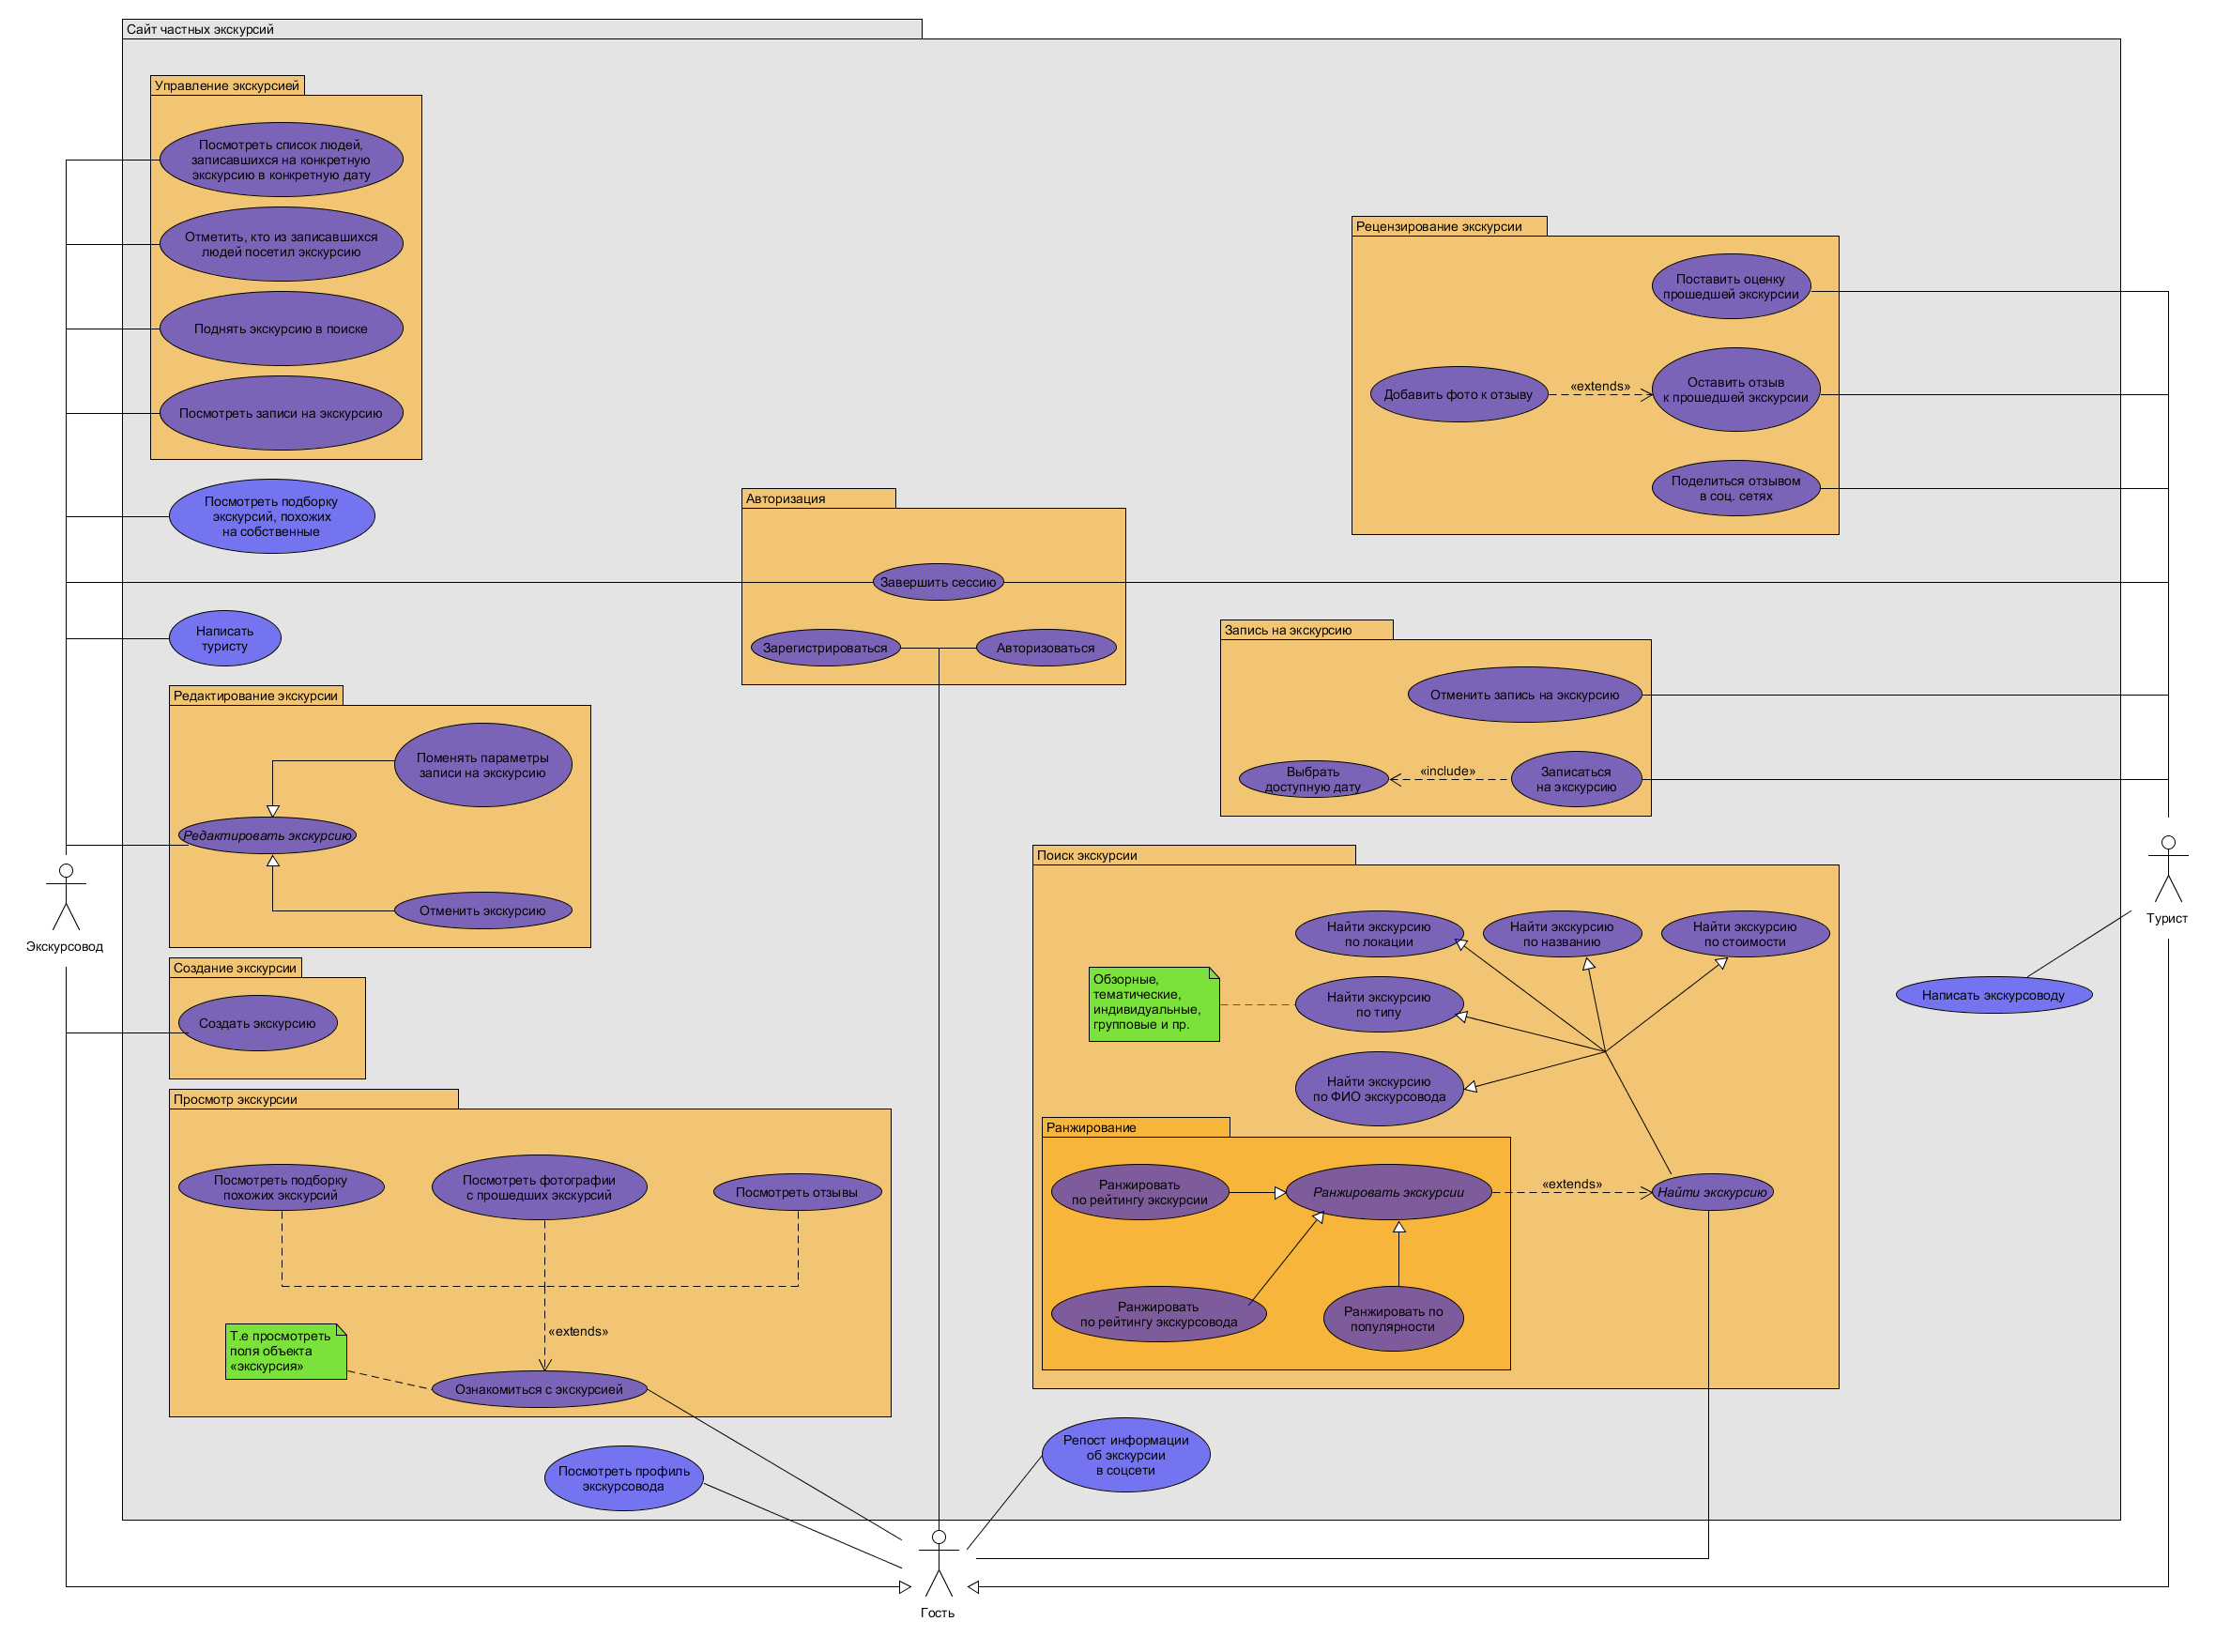 Сайт частных экскурсий
Управление экскурсией
Посмотреть список людей,
записавшихся на конкретную
экскурсию в конкретную дату
Отметить, кто из записавшихся
людей посетил экскурсию
Поднять экскурсию в поиске
Посмотреть записи на экскурсию
Посмотреть подборку
экскурсий, похожих
на собственные
Написать
туристу
Рецензирование экскурсии
Поставить оценку
прошедшей экскурсии
Добавить фото к отзыву
«extends»
Оставить отзыв
к прошедшей экскурсии
Поделиться отзывом
в соц. сетях
Авторизация
Завершить сессию
Зарегистрироваться
Авторизоваться
Запись на экскурсию
Отменить запись на экскурсию
Выбрать
доступную дату
«include»
Записаться
на экскурсию
Редактирование экскурсии
Поменять параметры
записи на экскурсию
Редактировать экскурсию
Отменить экскурсию
Экскурсовод
Турист
Создание экскурсии
Создать экскурсию
Поиск экскурсии
Найти экскурсию
по локации
Найти экскурсию
по названию
Найти экскурсию
по стоимости
Обзорные,
тематические,
индивидуальные,
групповые и пр.
Найти экскурсию
по типу
Найти экскурсию
по ФИО экскурсовода
Написать экскурсоводу
Ранжирование
Ранжировать
по рейтингу экскурсии
Ранжировать экскурсии
«extends»
Найти экскурсию
Ранжировать
по рейтингу экскурсовода
Ранжировать по
популярности
Просмотр экскурсии
Посмотреть подборку
похожих экскурсий
Посмотреть фотографии
с прошедших экскурсий
Посмотреть отзывы
Т.е просмотреть
поля объекта
«экскурсия»
«extends»
Ознакомиться с экскурсией
Посмотреть профиль
экскурсовода
Репост информации
об экскурсии
в соцсети
Гость